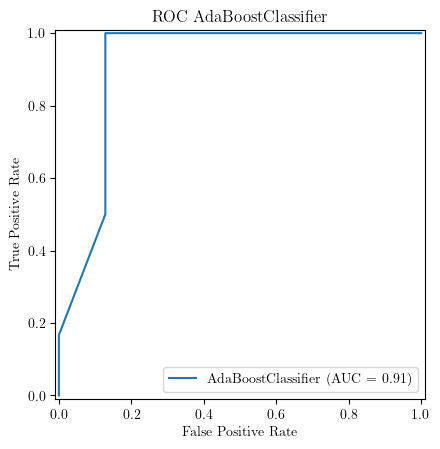 ROC AdaBoostClassifier
1.0
0.8
0.6
0.4
0.2
0.0
True Positive Rate
AdaBoostClassifier (AUC = 0.91)
0.0 0.2 0.4 0.6 0.8 1.0
False Positive Rate